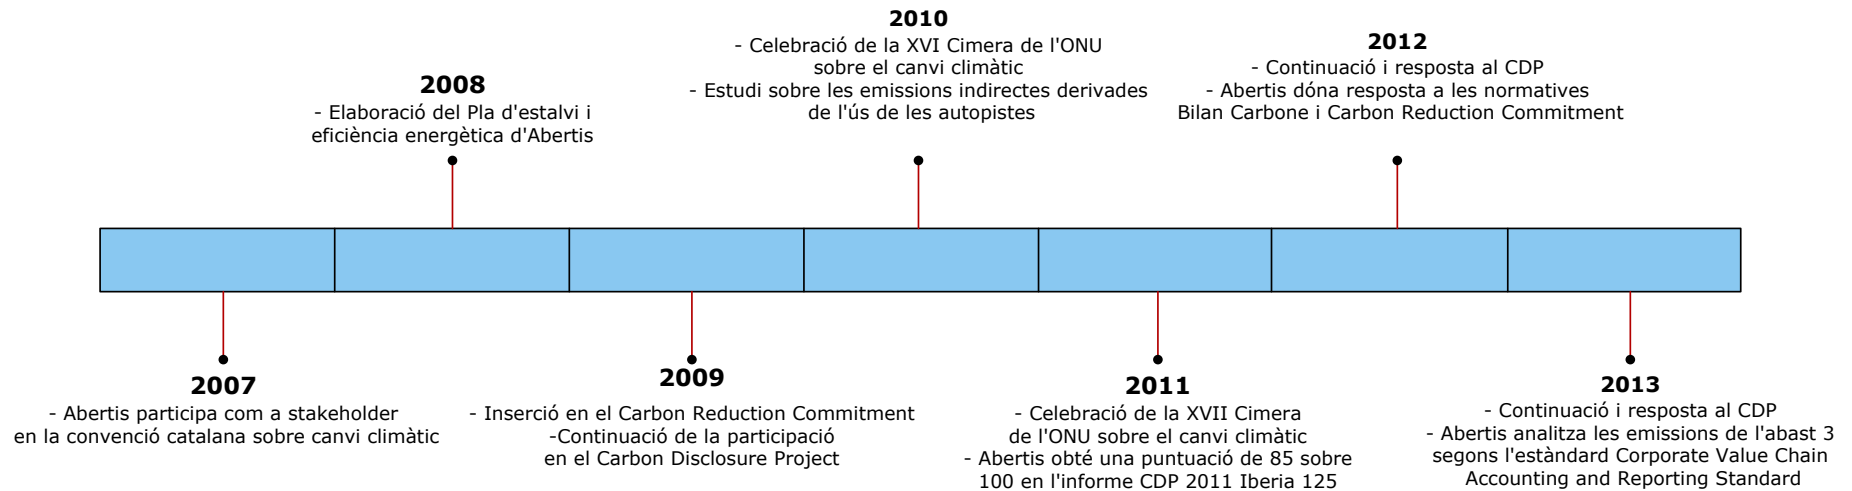 2007
- Abertis participa com a stakeholder
en la convenció catalana sobre canvi climàtic
2008
- Elaboració del Pla d'estalvi i
eficiència energètica d'Abertis
2009
- Inserció en el Carbon Reduction Commitment
-Continuació de la participació
en el Carbon Disclosure Project
2010
- Celebració de la XVI Cimera de l'ONU
sobre el canvi climàtic
- Estudi sobre les emissions indirectes derivades
de l'ús de les autopistes
2011
- Celebració de la XVII Cimera
de l'ONU sobre el canvi climàtic
- Abertis obté una puntuació de 85 sobre
100 en l'informe CDP 2011 Iberia 125
2012
- Continuació i resposta al CDP
- Abertis dóna resposta a les normatives
Bilan Carbone i Carbon Reduction Commitment
2013
- Continuació i resposta al CDP
- Abertis analitza les emissions de l'abast 3
segons l'estàndard Corporate Value Chain
Accounting and Reporting Standard